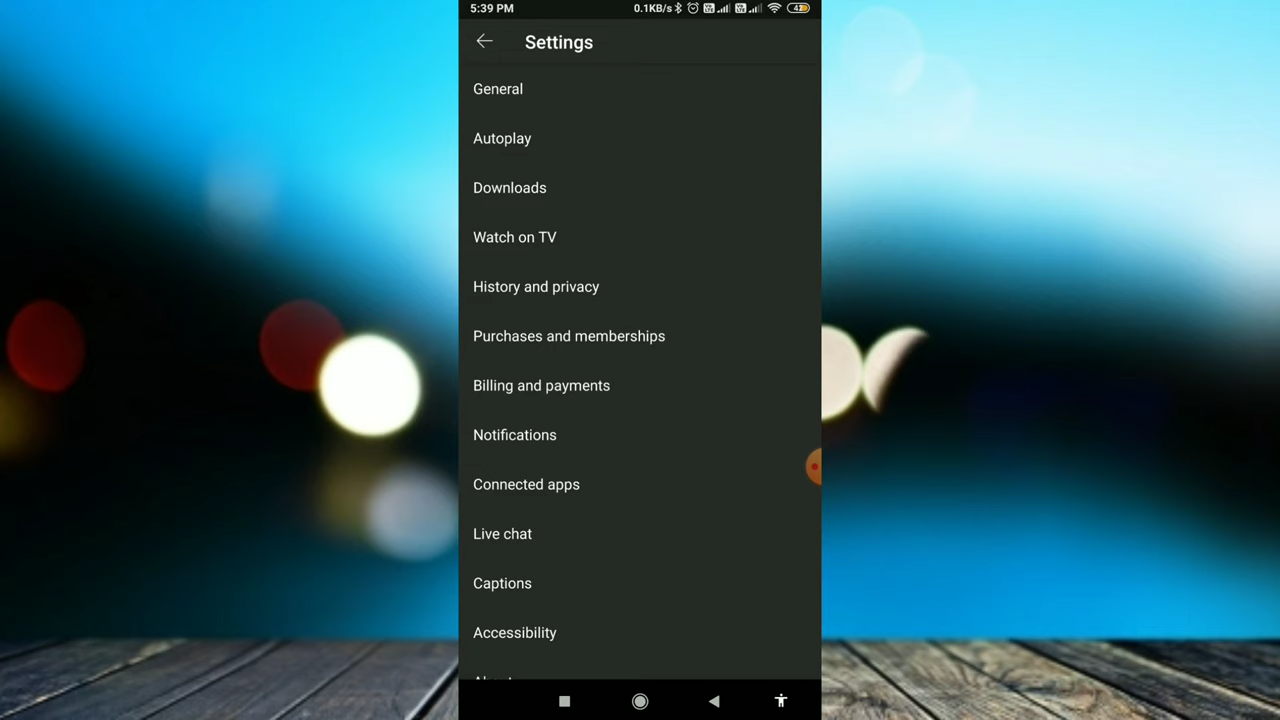 5:39 PM 0.1KB/s 42
Settings
General
Autoplay
Downloads
Watch on TV
History and privacy
Purchases and memberships
Billing and payments
Notifications
Connected apps
Live chat
Captions
Accessibility